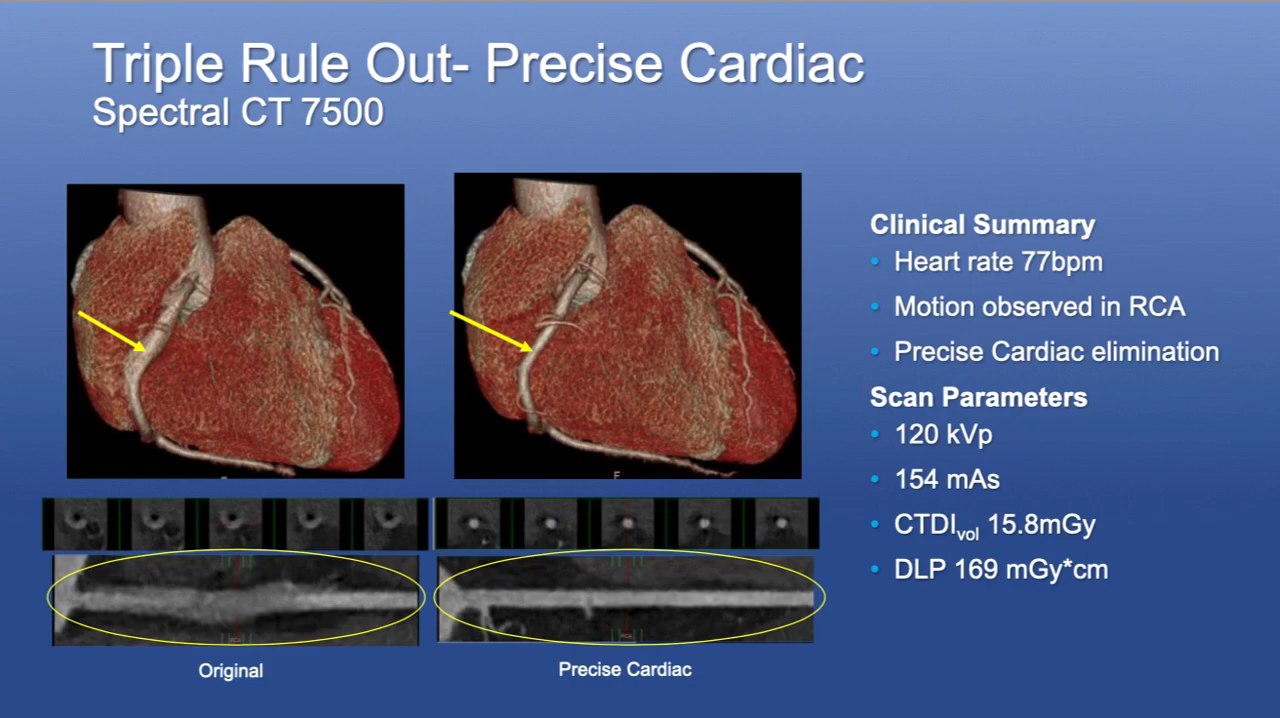 Triple Rule Out- Precise Cardiac
Spectral CT 7500
Clinical Summary
• Heart rate 77bpm
• Motion observed in RCA
• Precise Cardiac elimination
Scan Parameters
• 120 kVp
• 154 mAs
• CTDIvol 15.8mGy
• DLP 169 mGy*cm
Original
Precise Cardiac